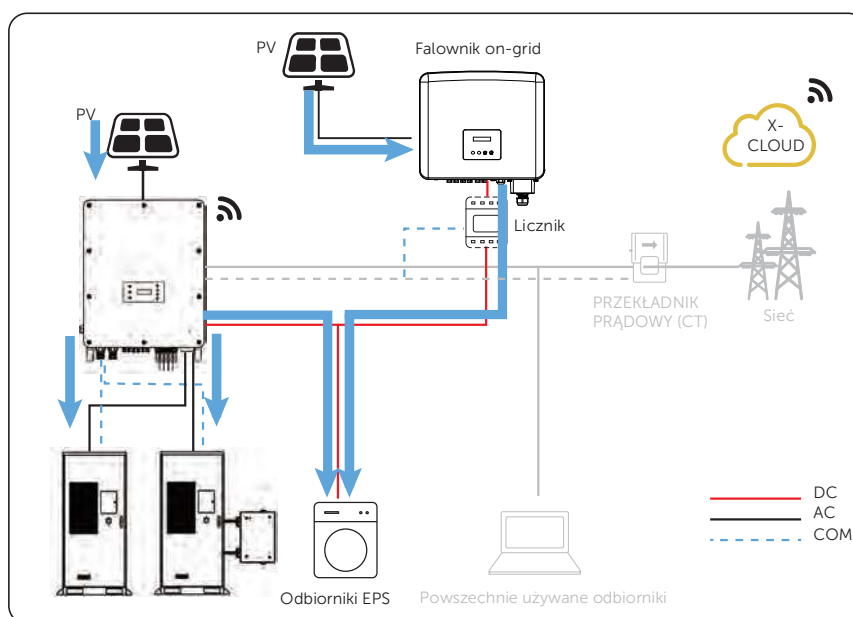 PV
Falownik on-grid
PV
X-
CLOUD
Licznik
PRZEKŁADNIK
PRĄDOWY (CT)
Sieć
DC
AC
COM
Odbiorniki EPS
Powszechnie używane odbiorniki